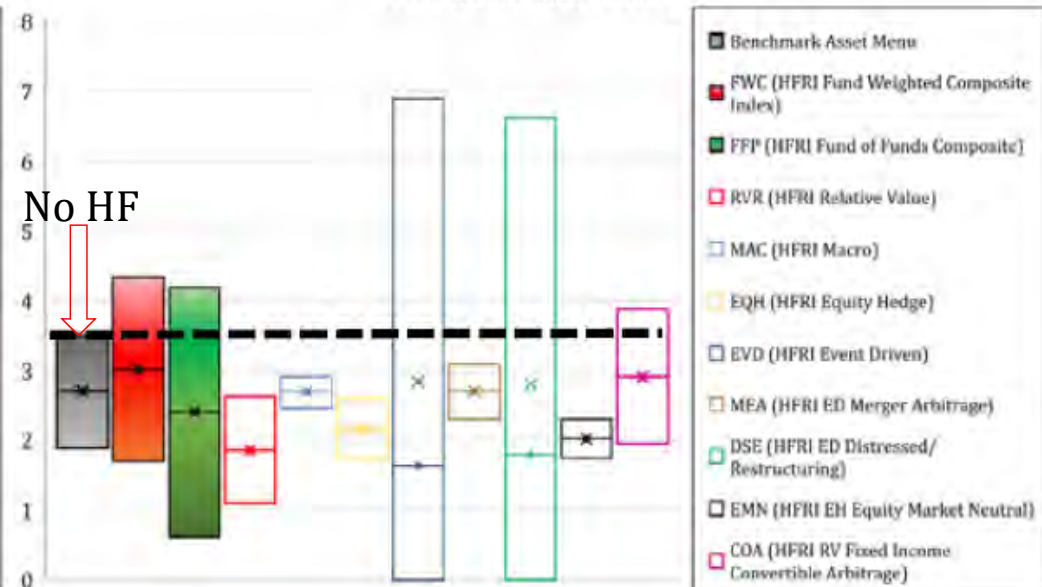 8
7
6
No HF
5
4
3
2
1
0
Benchmark Asset Menu
FWC (HFRI Fund Weighted Composite
Index)
FFP (HFRI Fund of Funds Composite)
RVR (HFRI Relative Value)
MAC (HFRI Macro)
EQH (HFRI Equity Hedge)
EVD (HFRI Event Driven)
MEA (HFRI ED Merger Arbitrage)
DSE (HFRI ED Distressed/
Restructuring)
EMN (HFRI EH Equity Market Neutral)
COA (HFRI RV Fixed Income
Convertible Arbitrage)